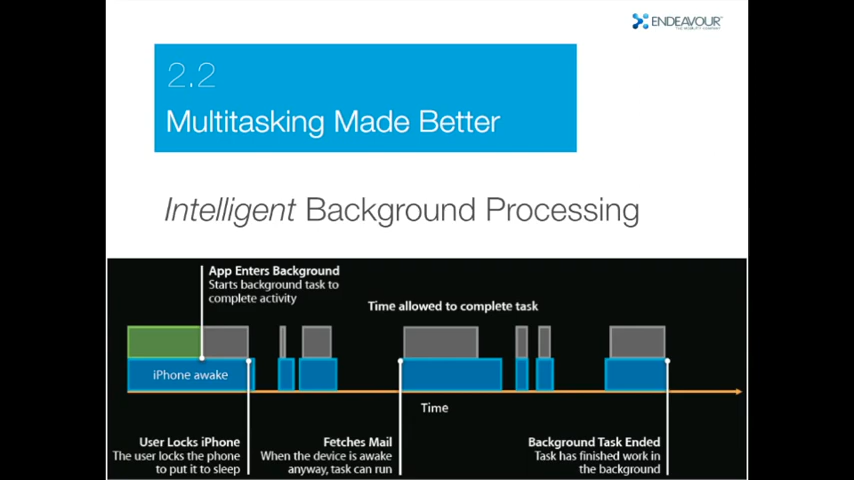 ENDEAVOUR
THE MOBILITY COMPANY
2.2
Multitasking Made Better
Intelligent Background Processing
App Enters Background
Starts background task to
complete activity
Time allowed to complete task
iPhone awake
Time
User Locks iPhone
The user locks the phone
to put it to sleep
Fetches Mail
When the device is awake
anyway, task can run
Background Task Ended
Task has finished work in
the background